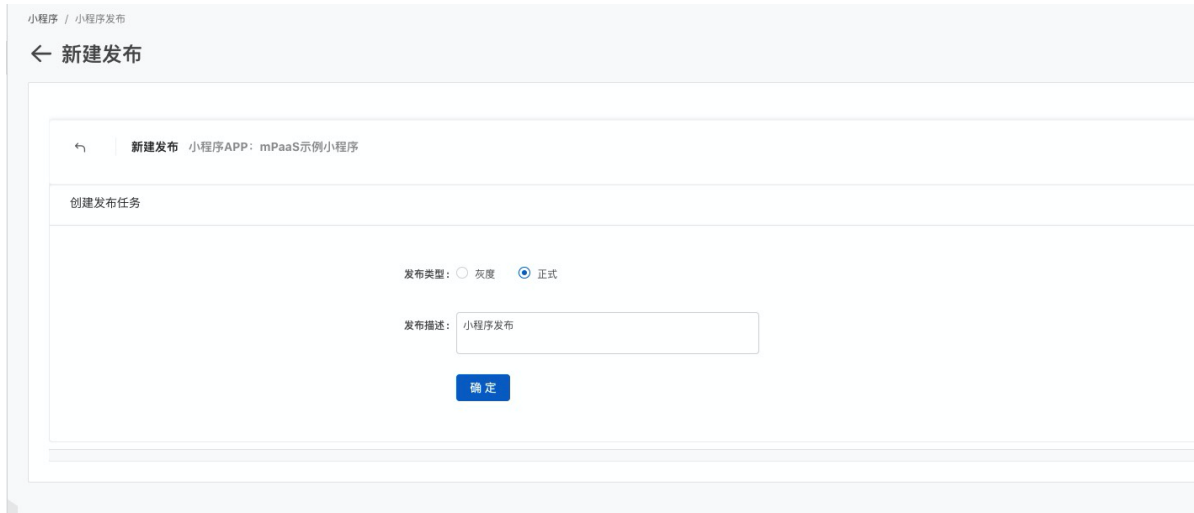 小程序 / 小程序发布
← 新建发布
新建发布 小程序APP：mPaaS示例小程序
创建发布任务
发布类型： 灰度 正式
发布描述： 小程序发布
确 定